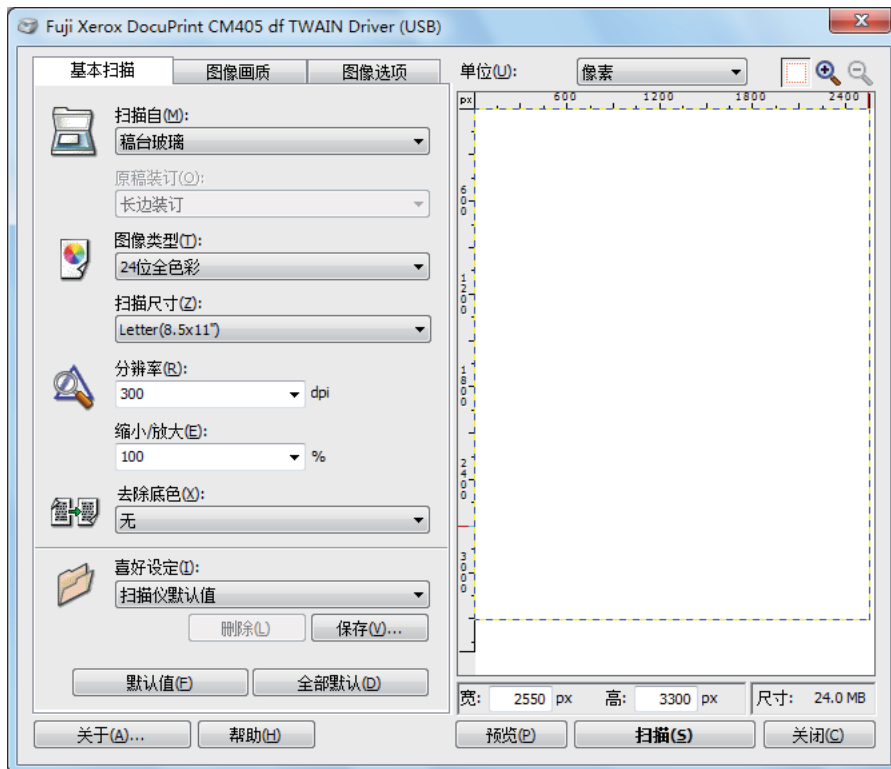 Fuji Xerox DocuPrint CM405 df TWAIN Driver (USB)
基本扫描 图像画质 图像选项
单位(U): 像素
扫描自(M):
稿台玻璃
原稿装订(O):
长边装订
图像类型(T):
24位全色彩
扫描尺寸(Z):
Letter(8.5x11")
分辨率(R):
300 dpi
缩小/放大(E):
100 %
去除底色(X):
无
喜好设定(I):
扫描仪默认值
删除(L) 保存(V)...
默认值(F) 全部默认(D)
px 600 1200 1800 2400
600
1200
1800
2400
3000
宽: 2550 px 高: 3300 px 尺寸: 24.0 MB
关于(A)... 帮助(H) 预览(P) 扫描(S) 关闭(C)